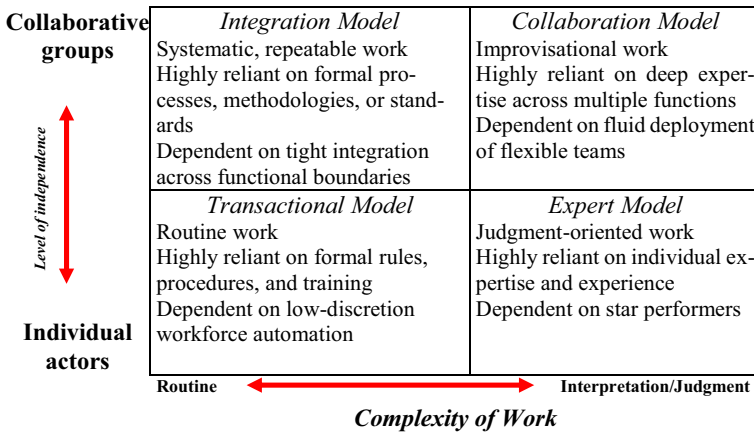 Collaborative
groups
Level of independence
Individual
actors
Integration Model
Systematic, repeatable work
Highly reliant on formal pro-
cesses, methodologies, or stand-
ards
Dependent on tight integration
across functional boundaries
Collaboration Model
Improvisational work
Highly reliant on deep exper-
tise across multiple functions
Dependent on fluid deployment
of flexible teams
Transactional Model
Routine work
Highly reliant on formal rules,
procedures, and training
Dependent on low-discretion
workforce automation
Expert Model
Judgment-oriented work
Highly reliant on individual ex-
pertise and experience
Dependent on star performers
Routine
Interpretation/Judgment
Complexity of Work